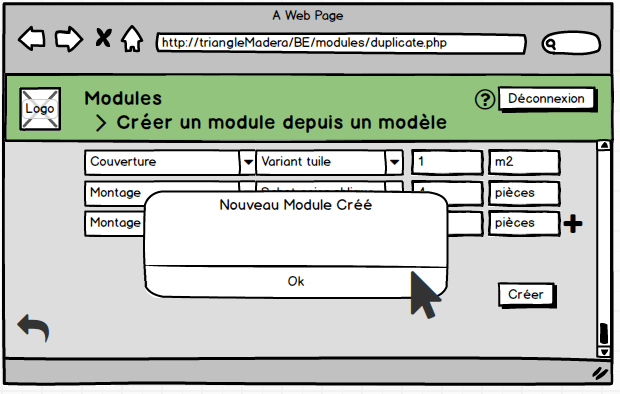 A Web Page
http://triangleMadera/BE/modules/duplicate.php
Logo
Modules
> Créer un module depuis un modèle
?
Déconnexion
Couverture Variant tuile 1 m2
Montage pièces
Montage pièces
Nouveau Module Créé
Ok
Créer